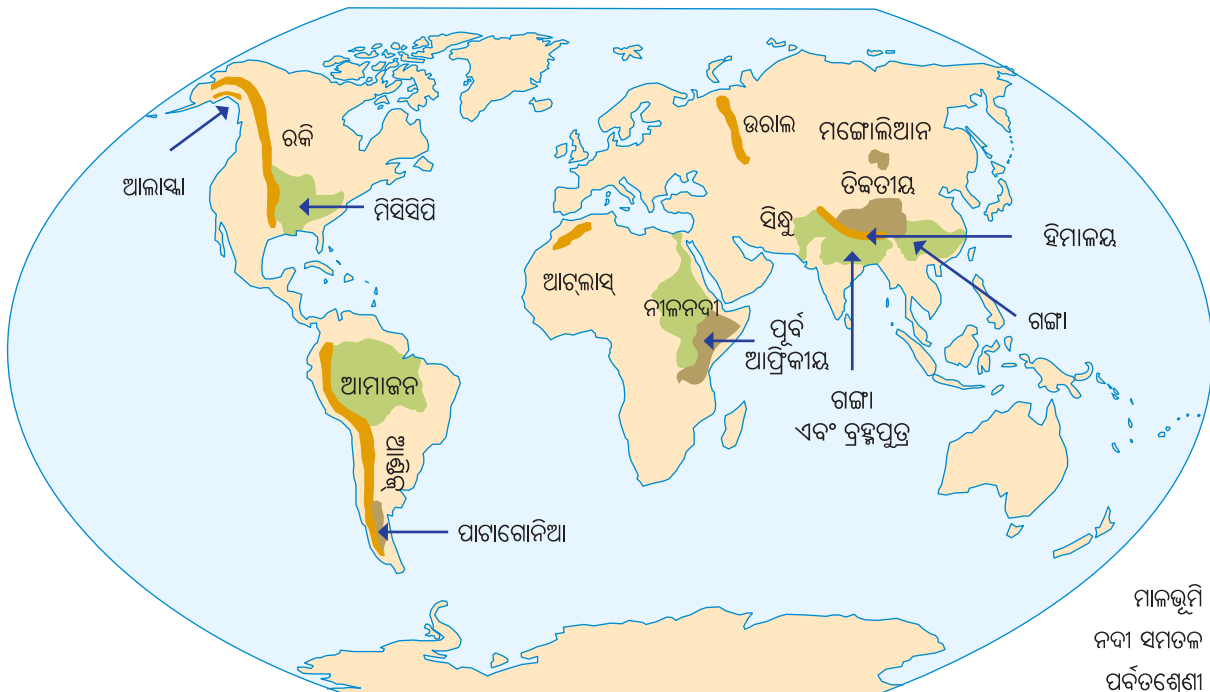 ରକି
ଆଲାସ୍କା
ମିସିସିପି
ଉରାଲ
ମଙ୍ଗୋଲିଆନ
ତିବ୍ବତୀୟ
ସିନ୍ଧୁ
ହିମାଳୟ
ଗଙ୍ଗା
ଆଟ୍‌ଲାସ୍
ନୀଳନଦୀ
ପୂର୍ବ
ଆଫ୍ରିକୀୟ
ଗଙ୍ଗା
ଏବଂ ବ୍ରହ୍ମପୁତ୍ର
ଆମାଜନ
ପାଟାଗୋନିଆ
ମାଳଭୂମି
ନଦୀ ସମତଳ
ପର୍ବତଶ୍ରେଣୀ